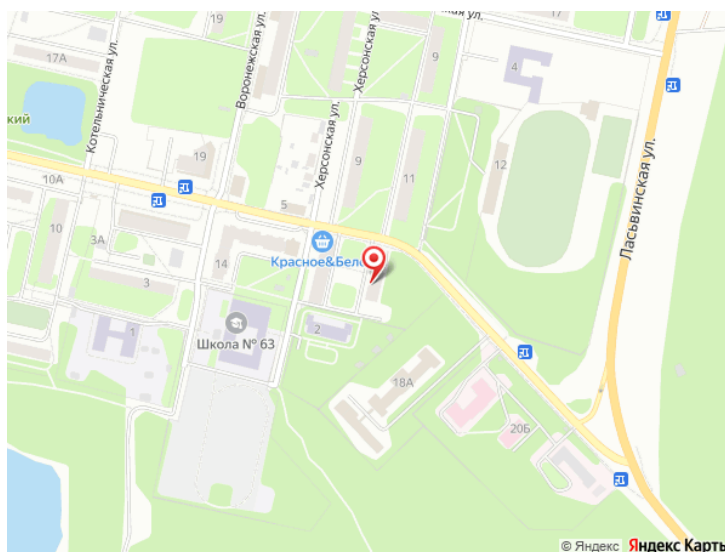 19
17
17А
Котельническая ул.
Воронежская ул.
Херсонская ул.
Херсонская ул.
ская ул.
9
4
Ласьвинская ул.
ский
19
9
11
12
10А
5
10
3А
14
Красное&Бело
3
1
Школа № 63
2
18А
20Б
© Яндекс Яндекс Карты